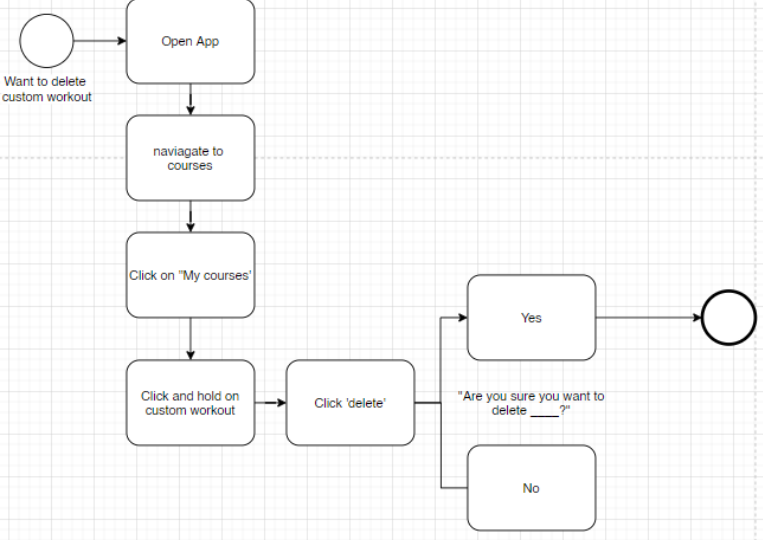 Open App
Want to delete
custom workout
naviagate to
courses
Click on "My courses'
Click and hold on
custom workout
Click 'delete'
Yes
"Are you sure you want to
delete ____?"
No